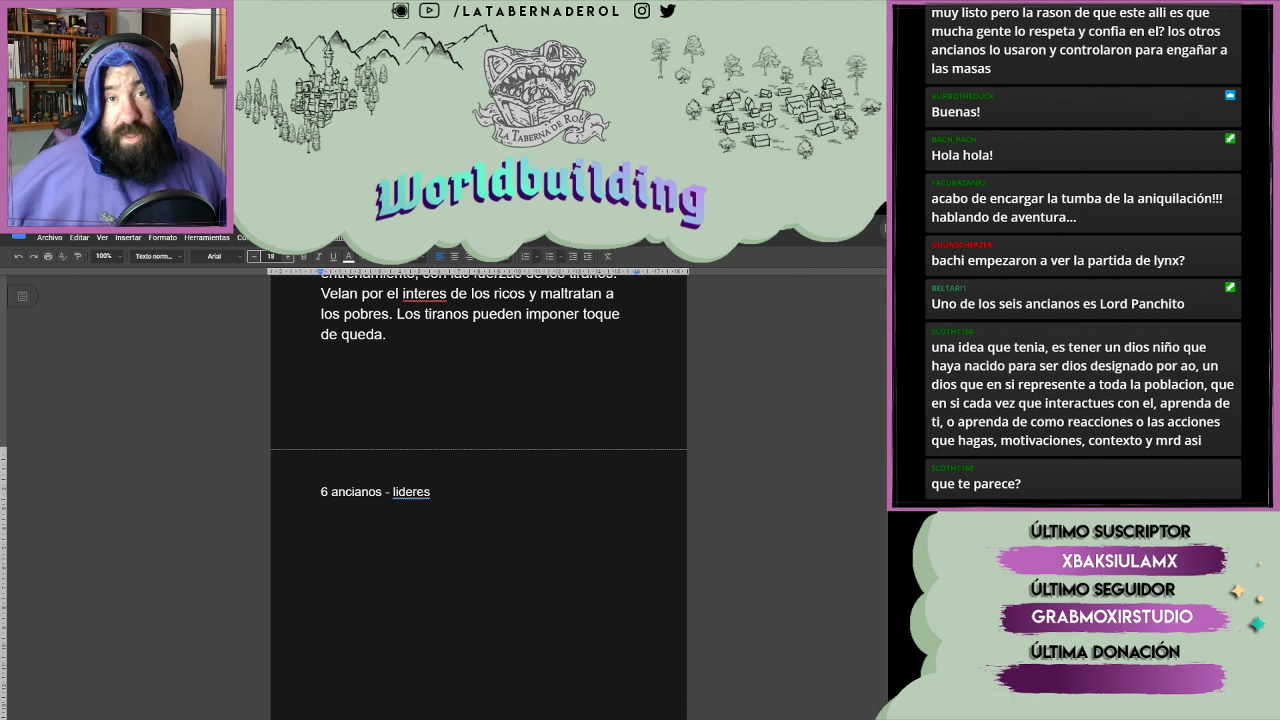 /LATABERNADEROL
LA TABERNA DE ROL
Worldbuilding
Archivo Editar Ver Insertar Formato Herramientas
100% Texto norm... Arial 18
Velan por el interes de los ricos y maltratan a
los pobres. Los tiranos pueden imponer toque
de queda.
6 ancianos - lideres
muy listo pero la rason de que este alli es que
mucha gente lo respeta y confia en el? los otros
ancianos lo usaron y controlaron para engañar a
las masas
KURBOTHEDUCK
Buenas!
BACH_PACH
Hola hola!
FACUBAZAN82
acabo de encargar la tumba de la aniquilación!!!
hablando de aventura...
QUUNSCHERZER
bachi empezaron a ver la partida de lynx?
BELTARI1
Uno de los seis ancianos es Lord Panchito
SLOTH1168
una idea que tenia, es tener un dios niño que
haya nacido para ser dios designado por ao, un
dios que en si represente a toda la poblacion, que
en si cada vez que interactues con el, aprenda de
ti, o aprenda de como reacciones o las acciones
que hagas, motivaciones, contexto y mrd asi
SLOTH1168
que te parece?
ÚLTIMO SUSCRIPTOR
XBAKSIULAMX
ÚLTIMO SEGUIDOR
GRABMOXIRSTUDIO
ÚLTIMA DONACIÓN